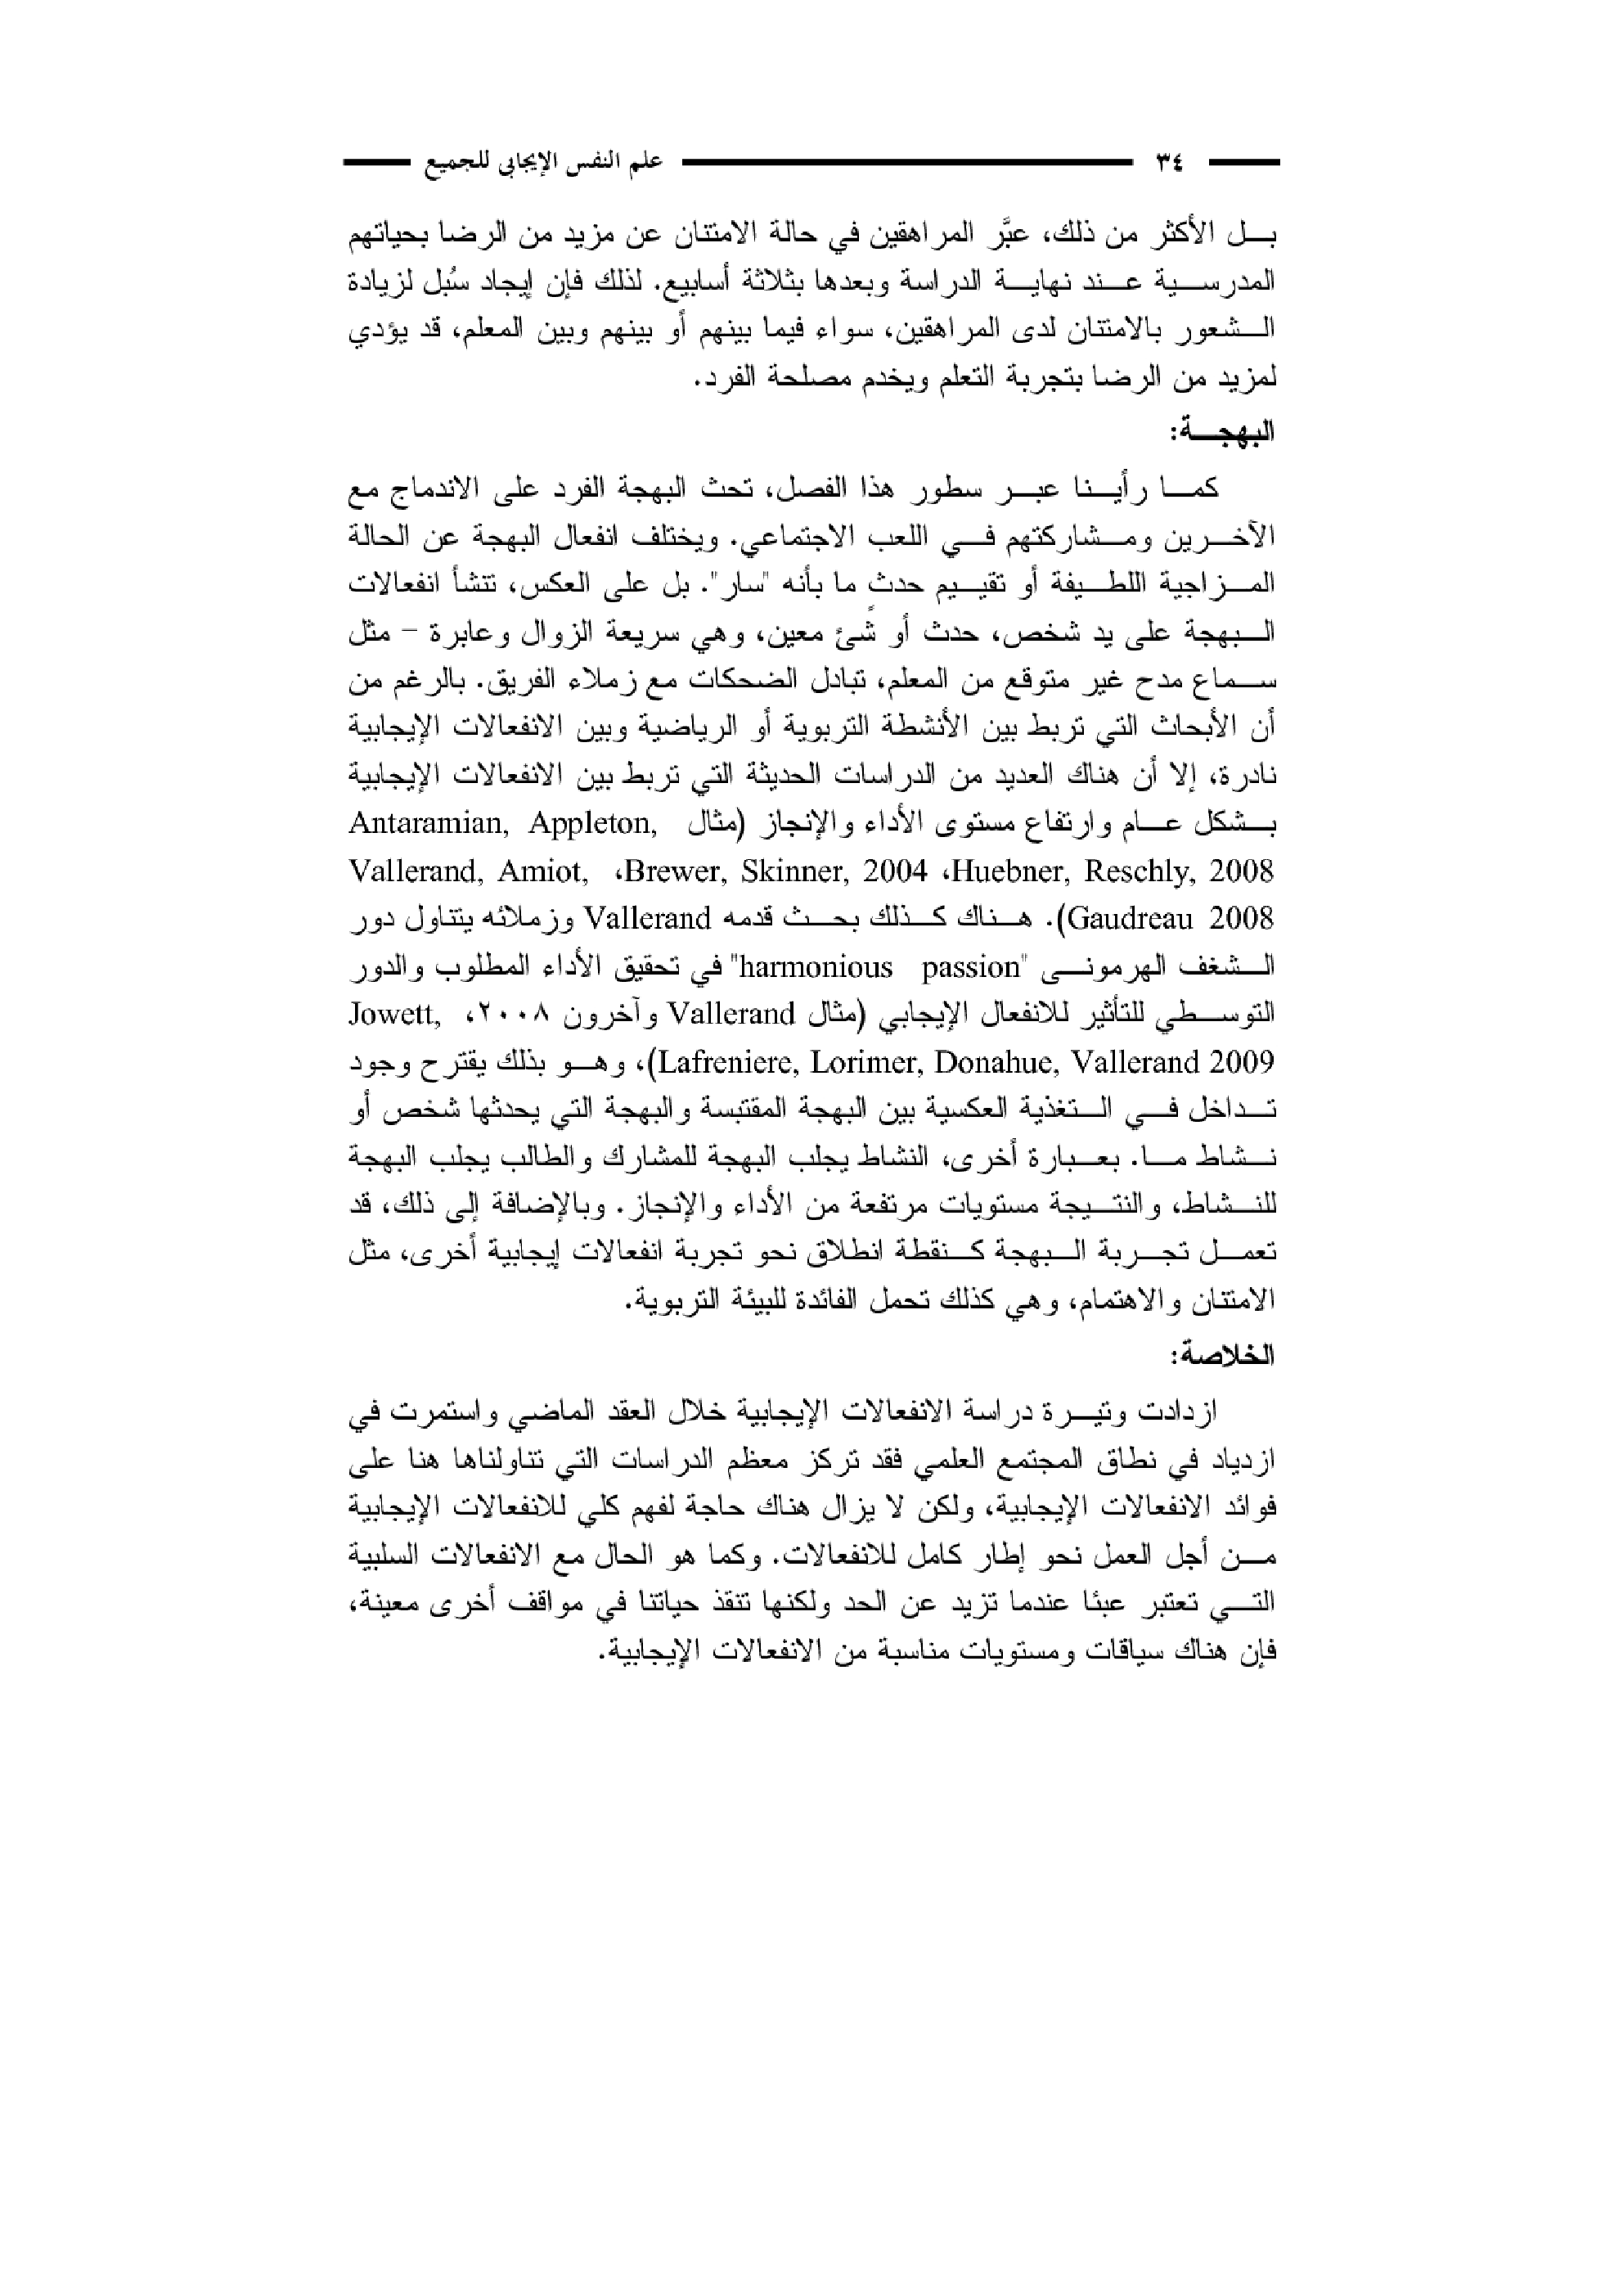 ٣٤ علم النفس الإيجابي للجميع
بل الأكثر من ذلك، عبَّر المراهقين في حالة الامتنان عن مزيد من الرضا بحياتهم
المدرسية عند نهاية الدراسة وبعدها بثلاثة أسابيع. لذلك فإن إيجاد سُبل لزيادة
الشعور بالامتنان لدى المراهقين، سواء فيما بينهم أو بينهم وبين المعلم، قد يؤدي
لمزيد من الرضا بتجربة التعلم ويخدم مصلحة الفرد.
البهجة:
كما رأينا عبر سطور هذا الفصل، تحث البهجة الفرد على الاندماج مع
الآخرين ومشاركتهم في اللعب الاجتماعي. ويختلف انفعال البهجة عن الحالة
المزاجية اللطيفة أو تقييم حدث ما بأنه "سار". بل على العكس، تنشأ انفعالات
البهجة على يد شخص، حدث أو شئ معين، وهي سريعة الزوال وعابرة – مثل
سماع مدح غير متوقع من المعلم، تبادل الضحكات مع زملاء الفريق. بالرغم من
أن الأبحاث التي تربط بين الأنشطة التربوية أو الرياضية وبين الانفعالات الإيجابية
نادرة، إلا أن هناك العديد من الدراسات الحديثة التي تربط بين الانفعالات الإيجابية
بشكل عام وارتفاع مستوى الأداء والإنجاز (مثال Antaramian, Appleton,
Huebner, Reschly, 2008، Brewer, Skinner, 2004، Vallerand, Amiot,
Gaudreau 2008). هناك كذلك بحث قدمه Vallerand وزملائه يتناول دور
الشغف الهرمونى "harmonious passion" في تحقيق الأداء المطلوب والدور
التوسطي للتأثير للانفعال الإيجابي (مثال Vallerand وآخرون ٢٠٠٨، Jowett,
Lafreniere, Lorimer, Donahue, Vallerand 2009)، وهو بذلك يقترح وجود
تداخل في التغذية العكسية بين البهجة المقتبسة والبهجة التي يحدثها شخص أو
نشاط ما. بعبارة أخرى، النشاط يجلب البهجة للمشارك والطالب يجلب البهجة
للنشاط، والنتيجة مستويات مرتفعة من الأداء والإنجاز. وبالإضافة إلى ذلك، قد
تعمل تجربة البهجة كنقطة انطلاق نحو تجربة انفعالات إيجابية أخرى، مثل
الامتنان والاهتمام، وهي كذلك تحمل الفائدة للبيئة التربوية.
الخلاصة:
ازدادت وتيرة دراسة الانفعالات الإيجابية خلال العقد الماضي واستمرت في
ازدياد في نطاق المجتمع العلمي فقد تركز معظم الدراسات التي تناولناها هنا على
فوائد الانفعالات الإيجابية، ولكن لا يزال هناك حاجة لفهم كلي للانفعالات الإيجابية
من أجل العمل نحو إطار كامل للانفعالات. وكما هو الحال مع الانفعالات السلبية
التي تعتبر عبئا عندما تزيد عن الحد ولكنها تنقذ حياتنا في مواقف أخرى معينة،
فإن هناك سياقات ومستويات مناسبة من الانفعالات الإيجابية.